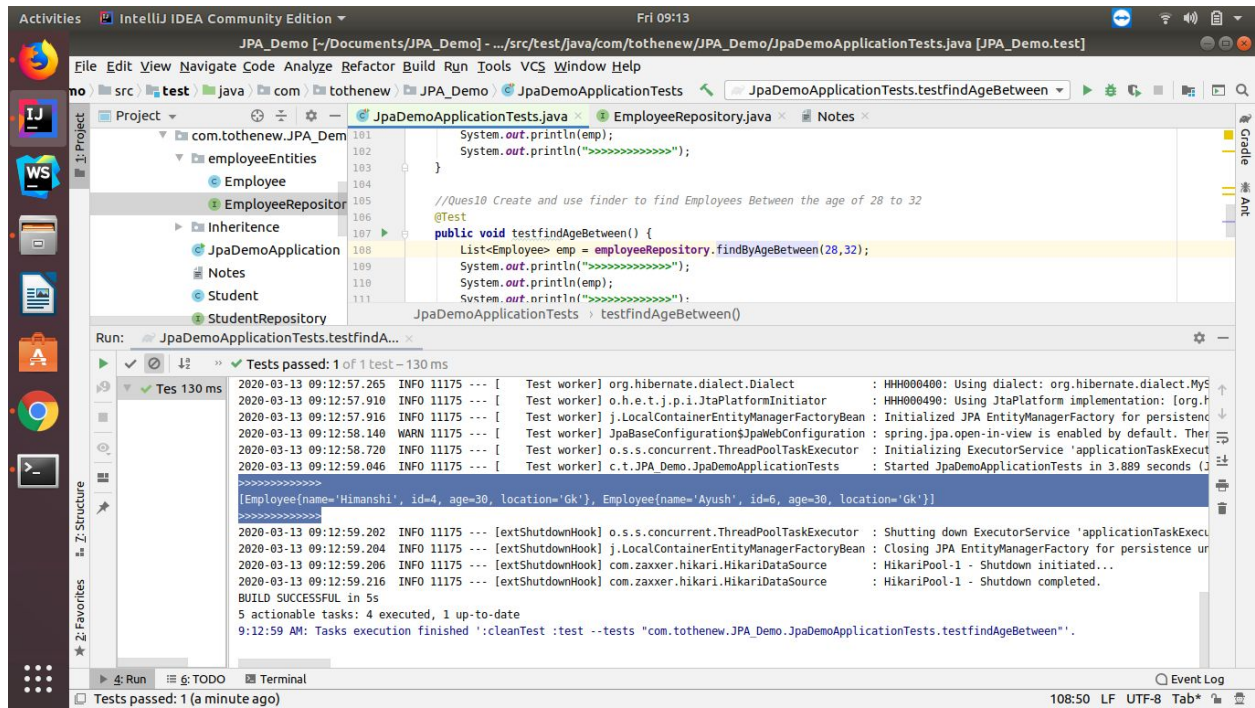 Activities
IntelliJ IDEA Community Edition
Fri 09:13
JPA_Demo [~/Documents/JPA_Demo] - .../src/test/java/com/tothenew/JPA_Demo/JpaDemoApplicationTests.java [JPA_Demo.test]
File Edit View Navigate Code Analyze Refactor Build Run Tools VCS Window Help
mo src test java com tothenew JPA_Demo JpaDemoApplicationTests JpaDemoApplicationTests.testfindAgeBetween
1: Project
Project
com.tothenew.JPA_Dem
employeeEntities
Employee
EmployeeRepositor
Inheritence
JpaDemoApplication
Notes
Student
StudentRepository
JpaDemoApplicationTests.java EmployeeRepository.java Notes
101 System.out.println(emp);
102 System.out.println(">>>>>>>>>>>>>");
103 }
104
105 //Ques10 Create and use finder to find Employees Between the age of 28 to 32
106 @Test
107 public void testfindAgeBetween() {
108 List<Employee> emp = employeeRepository.findByAgeBetween(28,32);
109 System.out.println(">>>>>>>>>>>>>");
110 System.out.println(emp);
111 System.out.println(">>>>>>>>>>>>>");
JpaDemoApplicationTests › testfindAgeBetween()
Gradle
Ant
Run: JpaDemoApplicationTests.testfindA...
» Tests passed: 1 of 1 test – 130 ms
Tes 130 ms
2020-03-13 09:12:57.265 INFO 11175 --- [ Test worker] org.hibernate.dialect.Dialect : HHH000400: Using dialect: org.hibernate.dialect.MyS
2020-03-13 09:12:57.910 INFO 11175 --- [ Test worker] o.h.e.t.j.p.i.JtaPlatformInitiator : HHH000490: Using JtaPlatform implementation: [org.h
2020-03-13 09:12:57.916 INFO 11175 --- [ Test worker] j.LocalContainerEntityManagerFactoryBean : Initialized JPA EntityManagerFactory for persistenc
2020-03-13 09:12:58.140 WARN 11175 --- [ Test worker] JpaBaseConfiguration$JpaWebConfiguration : spring.jpa.open-in-view is enabled by default. Ther
2020-03-13 09:12:58.720 INFO 11175 --- [ Test worker] o.s.s.concurrent.ThreadPoolTaskExecutor : Initializing ExecutorService 'applicationTaskExecut
2020-03-13 09:12:59.046 INFO 11175 --- [ Test worker] c.t.JPA_Demo.JpaDemoApplicationTests : Started JpaDemoApplicationTests in 3.889 seconds (J
>>>>>>>>>>>>>
[Employee{name='Himanshi', id=4, age=30, location='Gk'}, Employee{name='Ayush', id=6, age=30, location='Gk'}]
>>>>>>>>>>>>>
2020-03-13 09:12:59.202 INFO 11175 --- [extShutdownHook] o.s.s.concurrent.ThreadPoolTaskExecutor : Shutting down ExecutorService 'applicationTaskExecu
2020-03-13 09:12:59.204 INFO 11175 --- [extShutdownHook] j.LocalContainerEntityManagerFactoryBean : Closing JPA EntityManagerFactory for persistence un
2020-03-13 09:12:59.206 INFO 11175 --- [extShutdownHook] com.zaxxer.hikari.HikariDataSource : HikariPool-1 - Shutdown initiated...
2020-03-13 09:12:59.216 INFO 11175 --- [extShutdownHook] com.zaxxer.hikari.HikariDataSource : HikariPool-1 - Shutdown completed.
BUILD SUCCESSFUL in 5s
5 actionable tasks: 4 executed, 1 up-to-date
9:12:59 AM: Tasks execution finished ':cleanTest :test --tests "com.tothenew.JPA_Demo.JpaDemoApplicationTests.testfindAgeBetween"'.
Z: Structure
2: Favorites
4: Run 6: TODO Terminal
Event Log
Tests passed: 1 (a minute ago)
108:50 LF UTF-8 Tab*